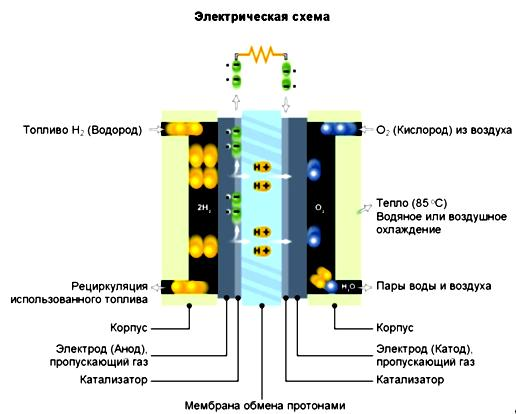 Электрическая схема
Топливо H₂ (Водород)
O₂ (Кислород) из воздуха
H +
H +
2H₂
O₂
Тепло (85 °C)
Водяное или воздушное
охлаждение
H +
H +
Рециркуляция
использованного топлива
H₂O
Пары воды и воздуха
Корпус
Корпус
Электрод (Анод),
пропускающий газ
Электрод (Катод),
пропускающий газ
Катализатор
Катализатор
Мембрана обмена протонами